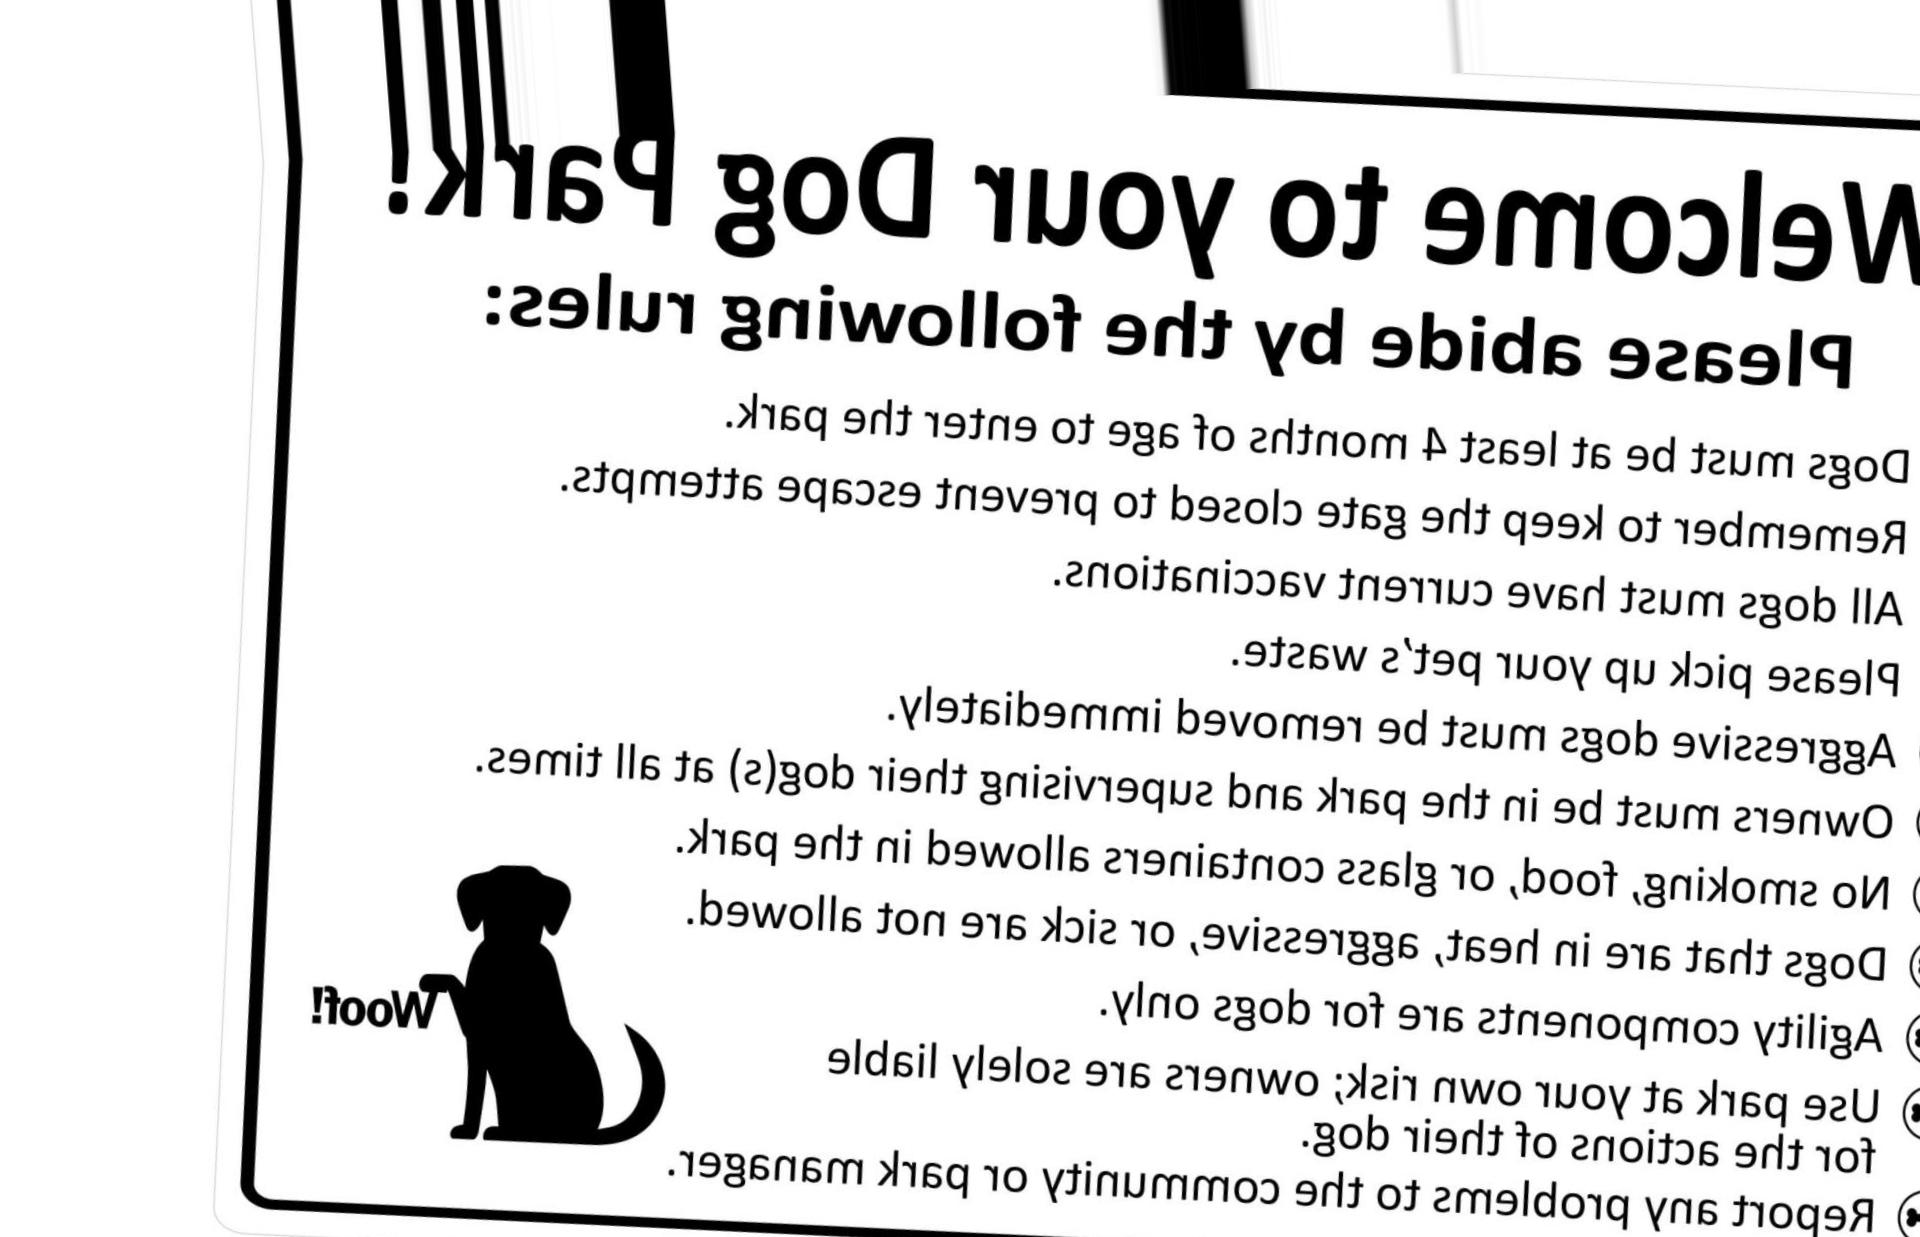 Welcome to your Dog Park!
Please abide by the following rules:
Dogs must be at least 4 months of age to enter the park.
Remember to keep the gate closed to prevent escape attempts.
All dogs must have current vaccinations.
Please pick up your pet's waste.
Aggressive dogs must be removed immediately.
Owners must be in the park and supervising their dog(s) at all times.
No smoking, food, or glass containers allowed in the park.
Dogs that are in heat, aggressive, or sick are not allowed.
Agility components are for dogs only.
Use park at your own risk; owners are solely liable
for the actions of their dog.
Report any problems to the community or park manager.
Woof!